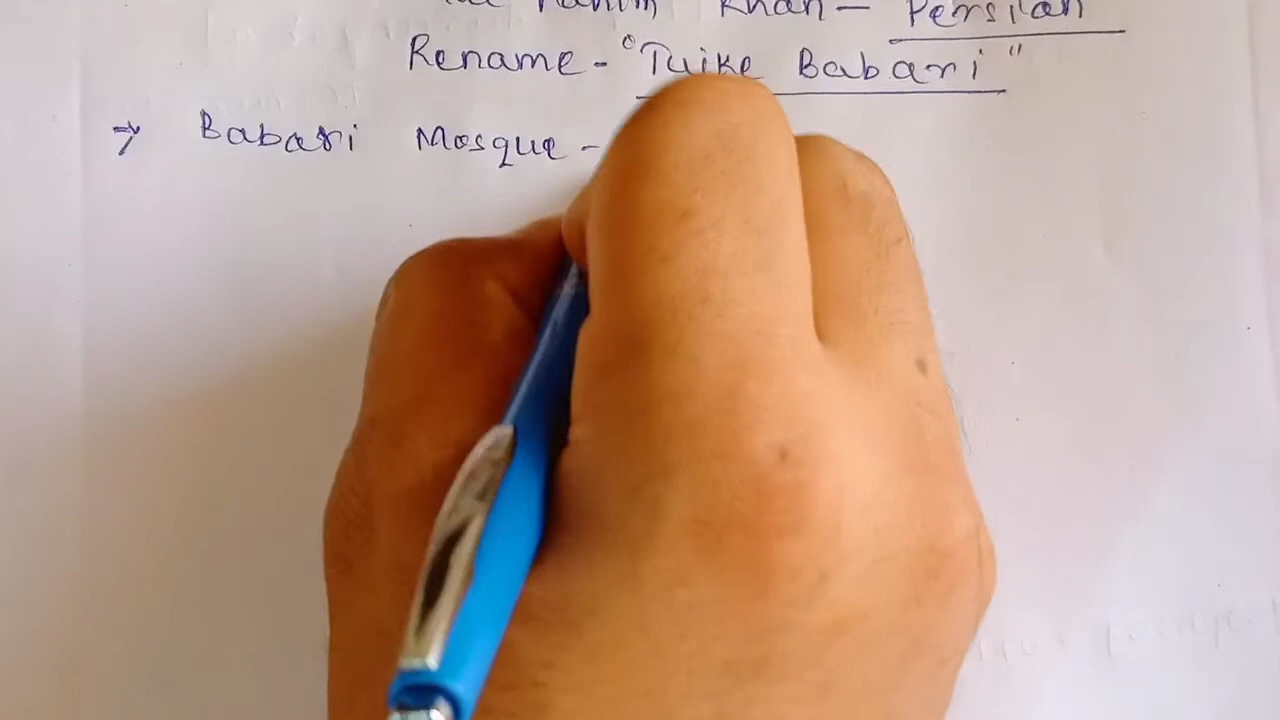 Khan - Persian
Rename - "Tuike Babari"
⇒ Babari Mosque -